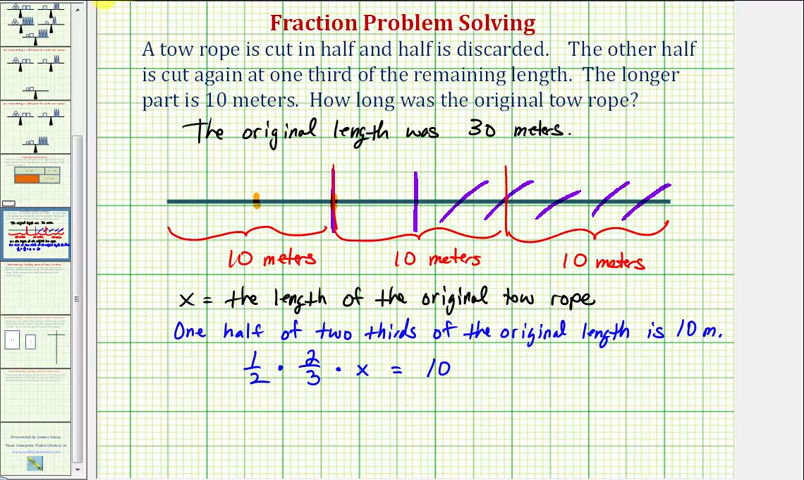 Fraction Problem Solving
A tow rope is cut in half and half is discarded. The other half
is cut again at one third of the remaining length. The longer
part is 10 meters. How long was the original tow rope?
The original length was 30 meters.
10 meters 10 meters 10 meters
x = the length of the original tow rope
One half of two thirds of the original length is 10 m.
1/2 · 2/3 · x = 10